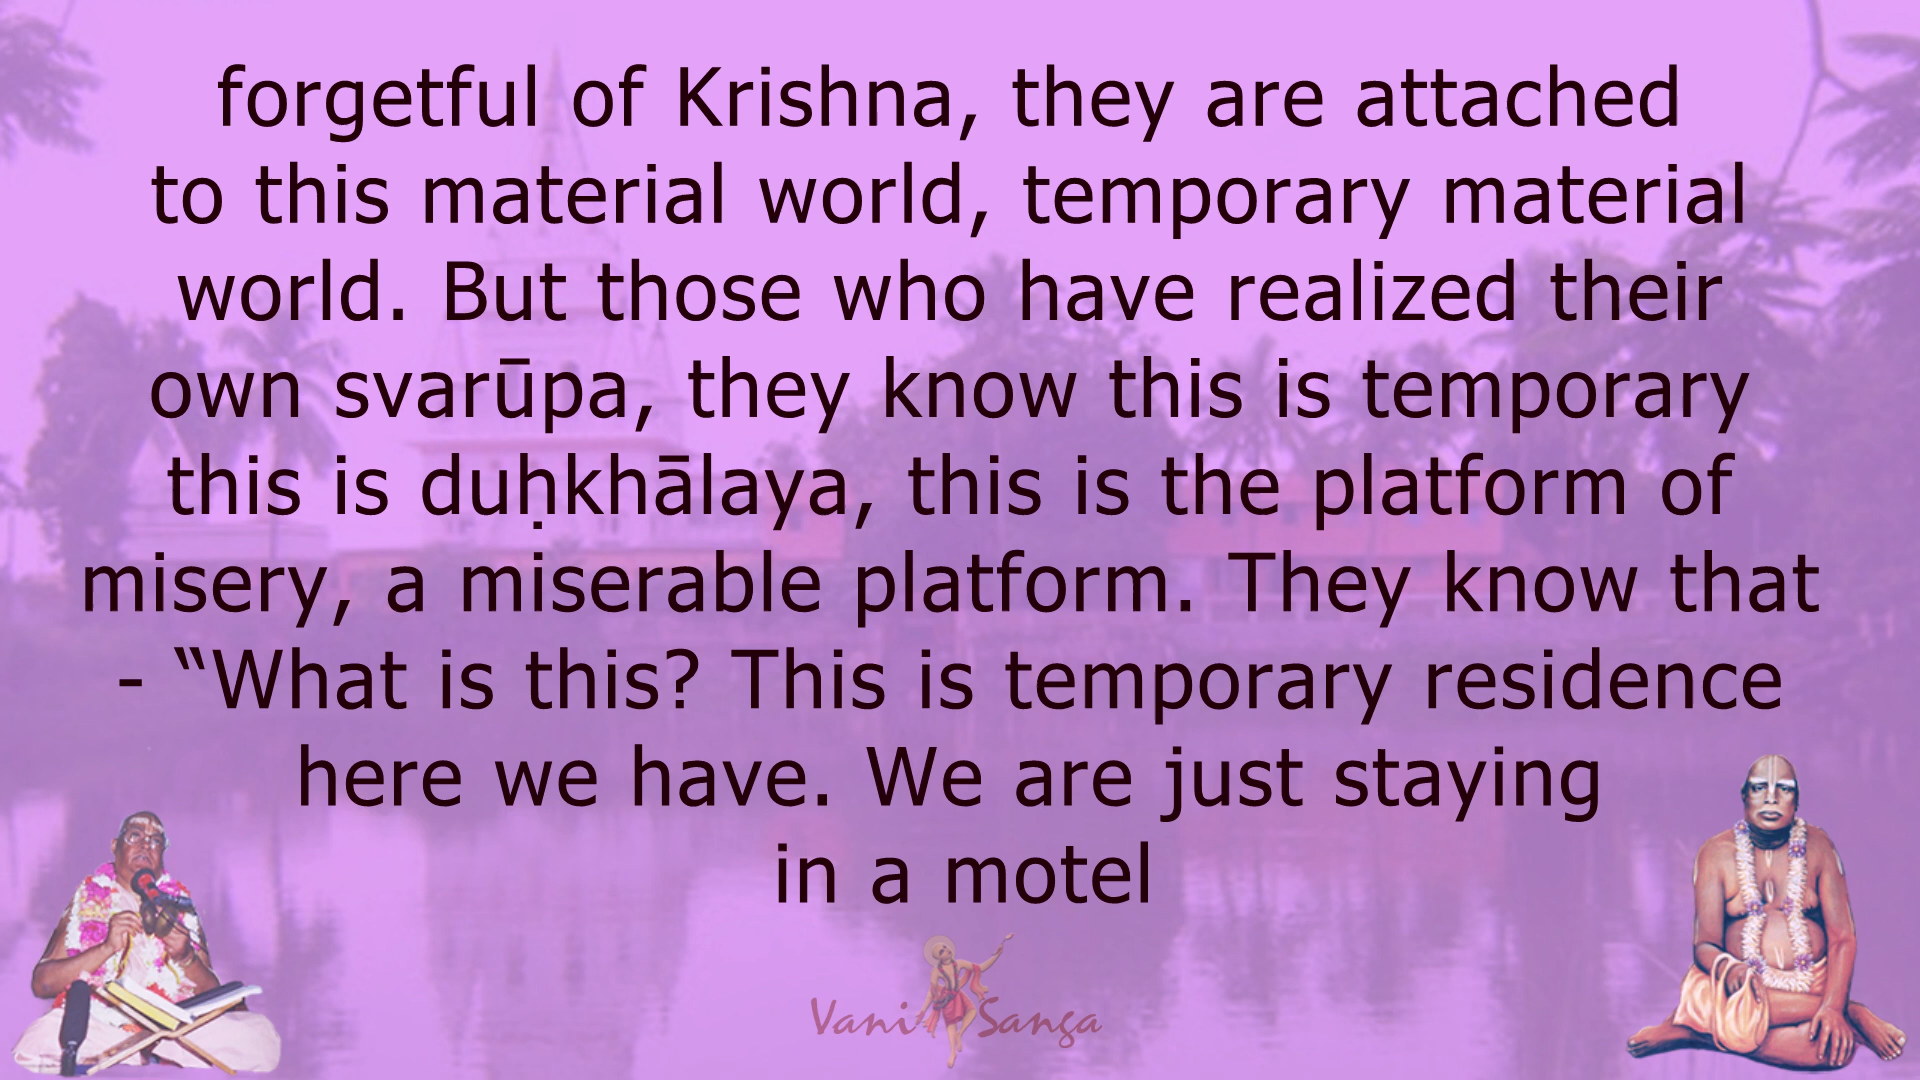 forgetful of Krishna, they are attached
to this material world, temporary material
world. But those who have realized their
own svarūpa, they know this is temporary
this is duḥkhālaya, this is the platform of
misery, a miserable platform. They know that
- “What is this? This is temporary residence
here we have. We are just staying
in a motel
Vani Sanga